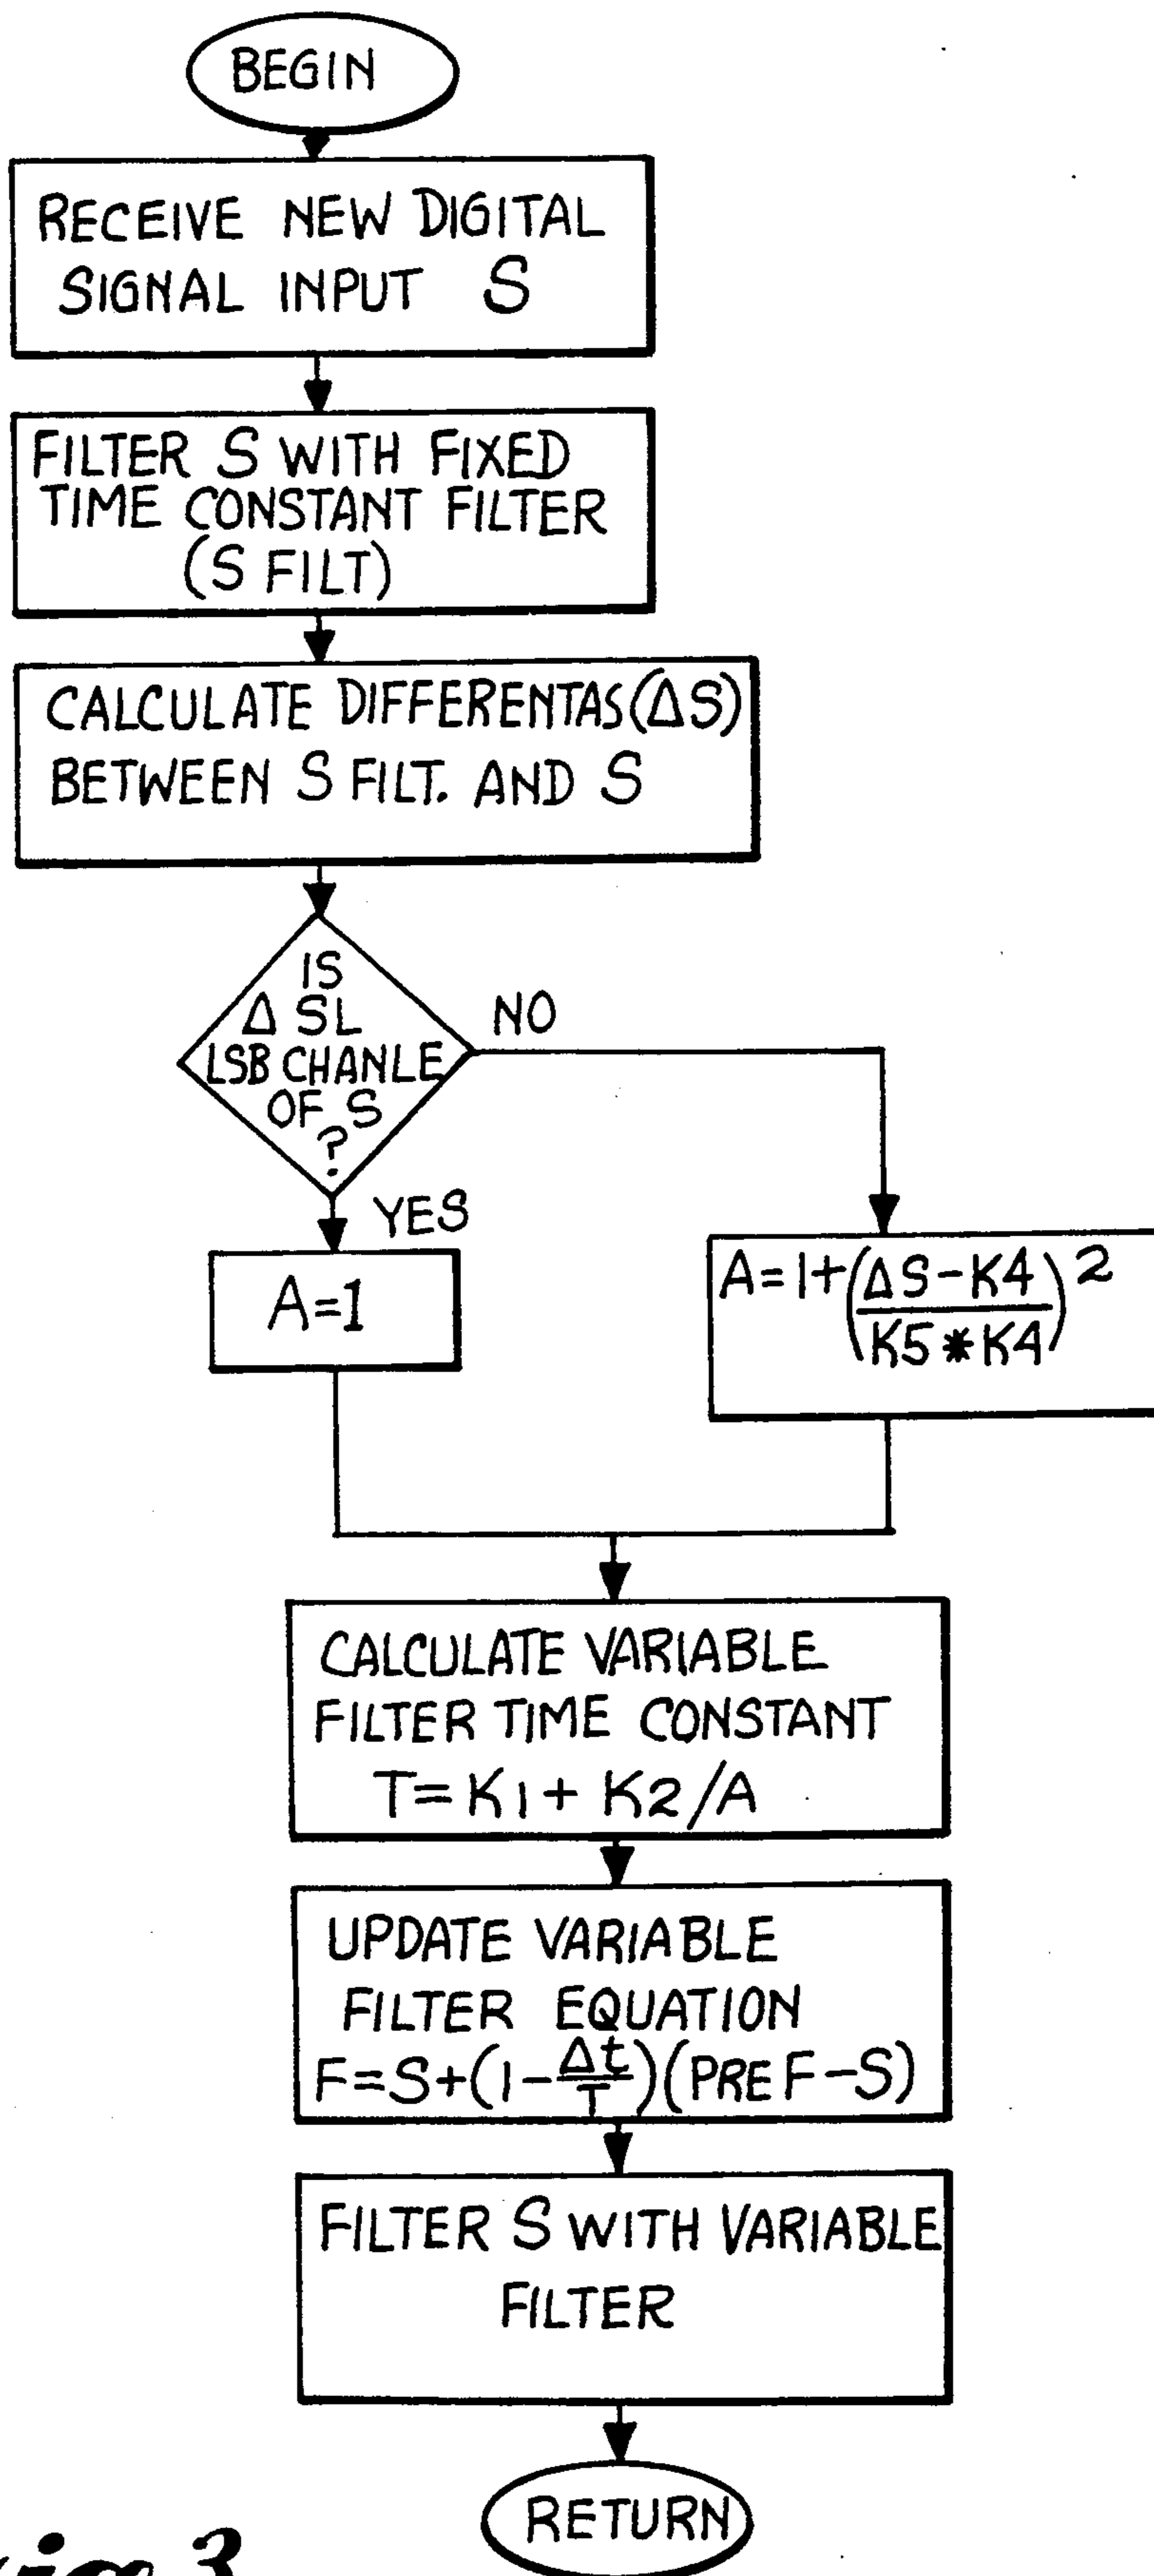 BEGIN
RECEIVE NEW DIGITAL
SIGNAL INPUT S
FILTER S WITH FIXED
TIME CONSTANT FILTER
(S FILT)
CALCULATE DIFFERENTAS(ΔS)
BETWEEN S FILT. AND S
IS
Δ SL
LSB CHANLE
OF S
?
NO
YES
A=1
A=1+(ΔS-K4/K5*K4)2
CALCULATE VARIABLE
FILTER TIME CONSTANT
T=K1+ K2/A
UPDATE VARIABLE
FILTER EQUATION
F=S+(1-Δt/T)(PRE F-S)
FILTER S WITH VARIABLE
FILTER
RETURN